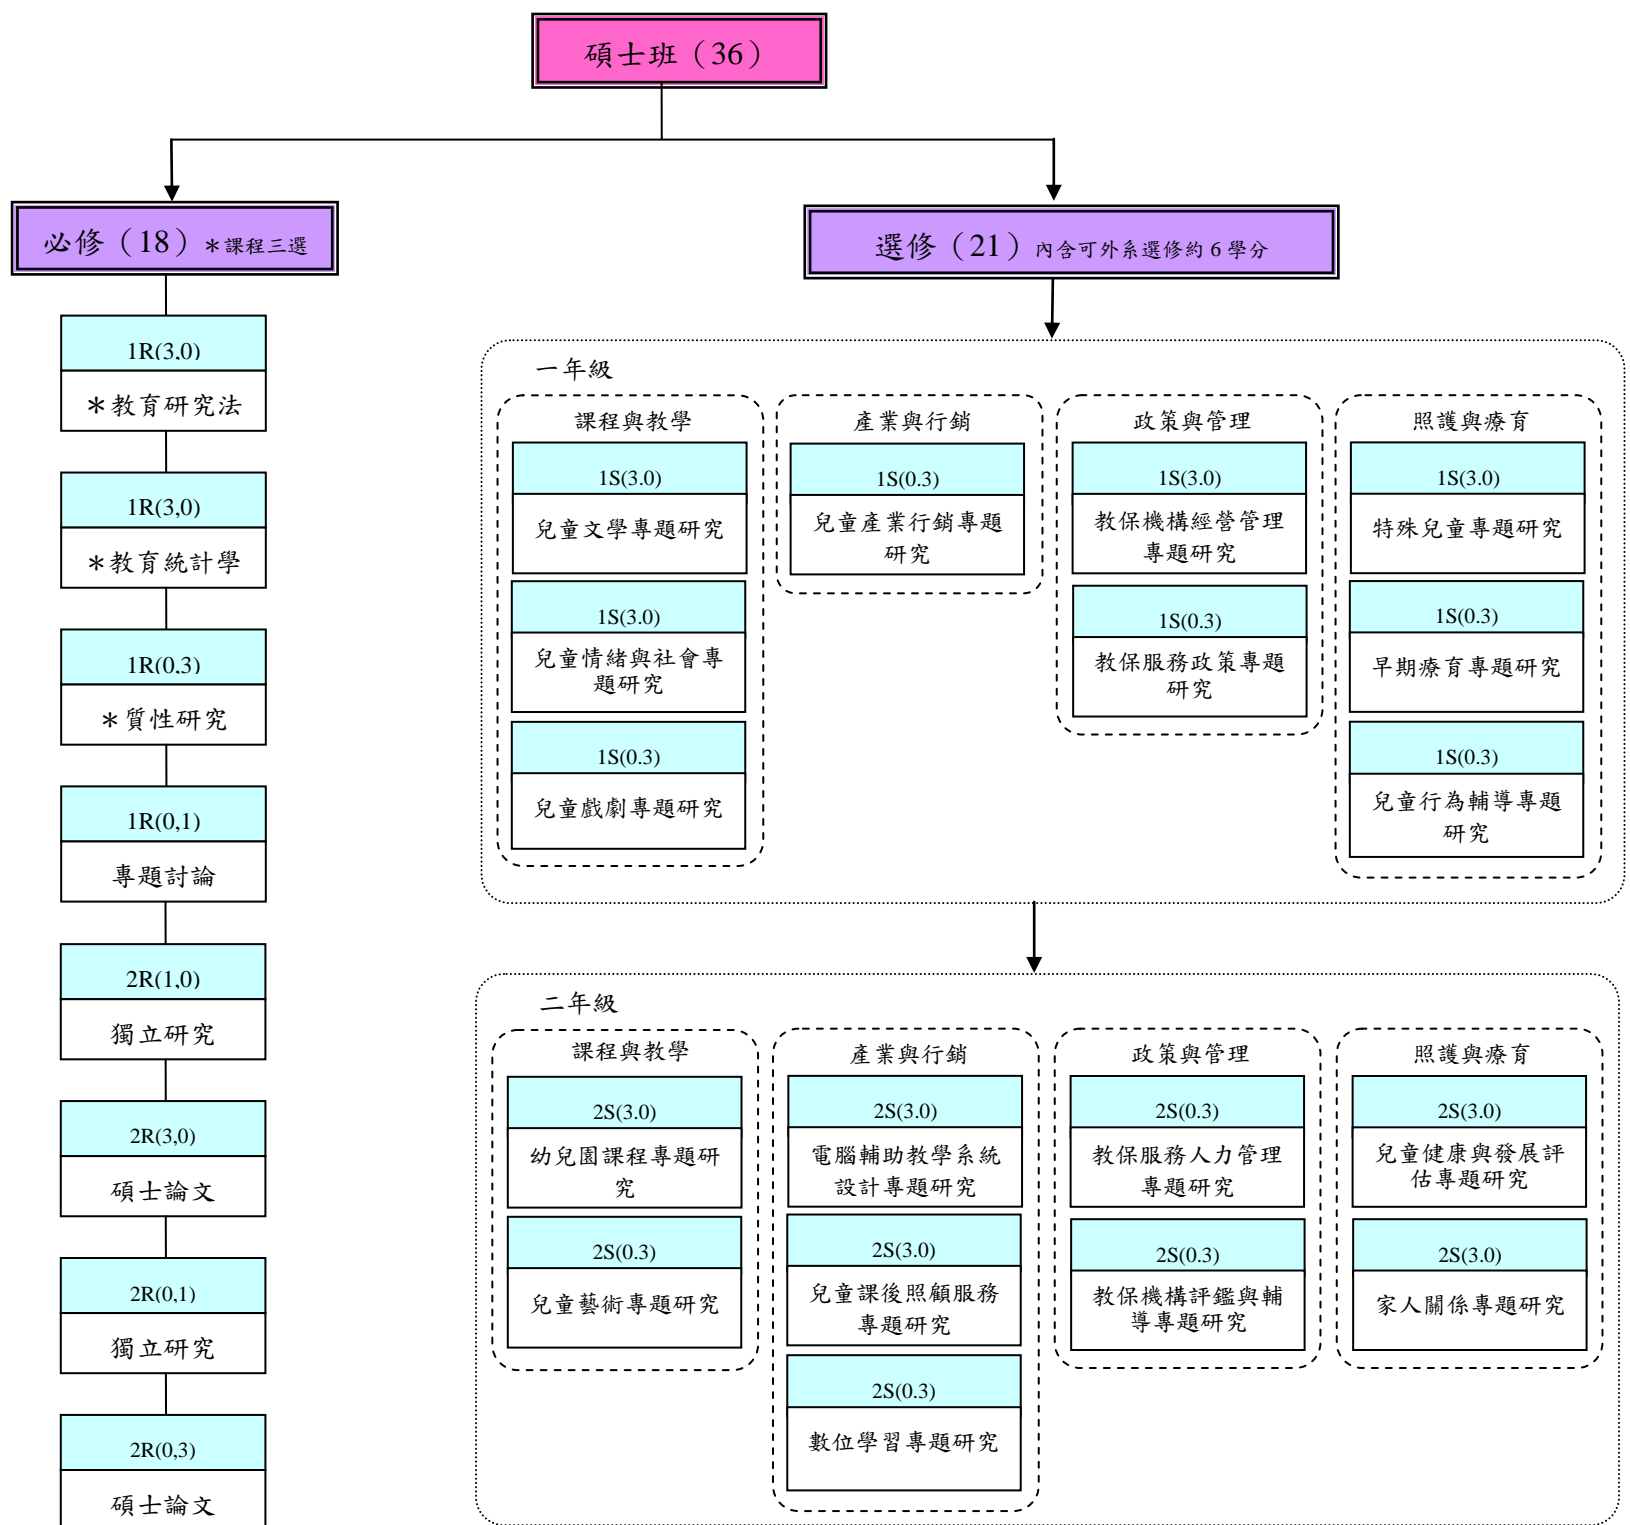 碩士班（36）
必修（18）＊課程三選
1R(3,0)
＊教育研究法
1R(3,0)
＊教育統計學
1R(0,3)
＊質性研究
1R(0,1)
專題討論
2R(1,0)
獨立研究
2R(3,0)
碩士論文
2R(0,1)
獨立研究
2R(0,3)
碩士論文
選修（21）內含可外系選修約 6 學分
一年級
課程與教學
1S(3.0)
兒童文學專題研究
1S(3.0)
兒童情緒與社會專
題研究
1S(0.3)
兒童戲劇專題研究
產業與行銷
1S(0.3)
兒童產業行銷專題
研究
政策與管理
1S(3.0)
教保機構經營管理
專題研究
1S(0.3)
教保服務政策專題
研究
照護與療育
1S(3.0)
特殊兒童專題研究
1S(0.3)
早期療育專題研究
1S(0.3)
兒童行為輔導專題
研究
二年級
課程與教學
2S(3.0)
幼兒園課程專題研
究
2S(0.3)
兒童藝術專題研究
產業與行銷
2S(3.0)
電腦輔助教學系統
設計專題研究
2S(3.0)
兒童課後照顧服務
專題研究
2S(0.3)
數位學習專題研究
政策與管理
2S(0.3)
教保服務人力管理
專題研究
2S(0.3)
教保機構評鑑與輔
導專題研究
照護與療育
2S(3.0)
兒童健康與發展評
估專題研究
2S(3.0)
家人關係專題研究